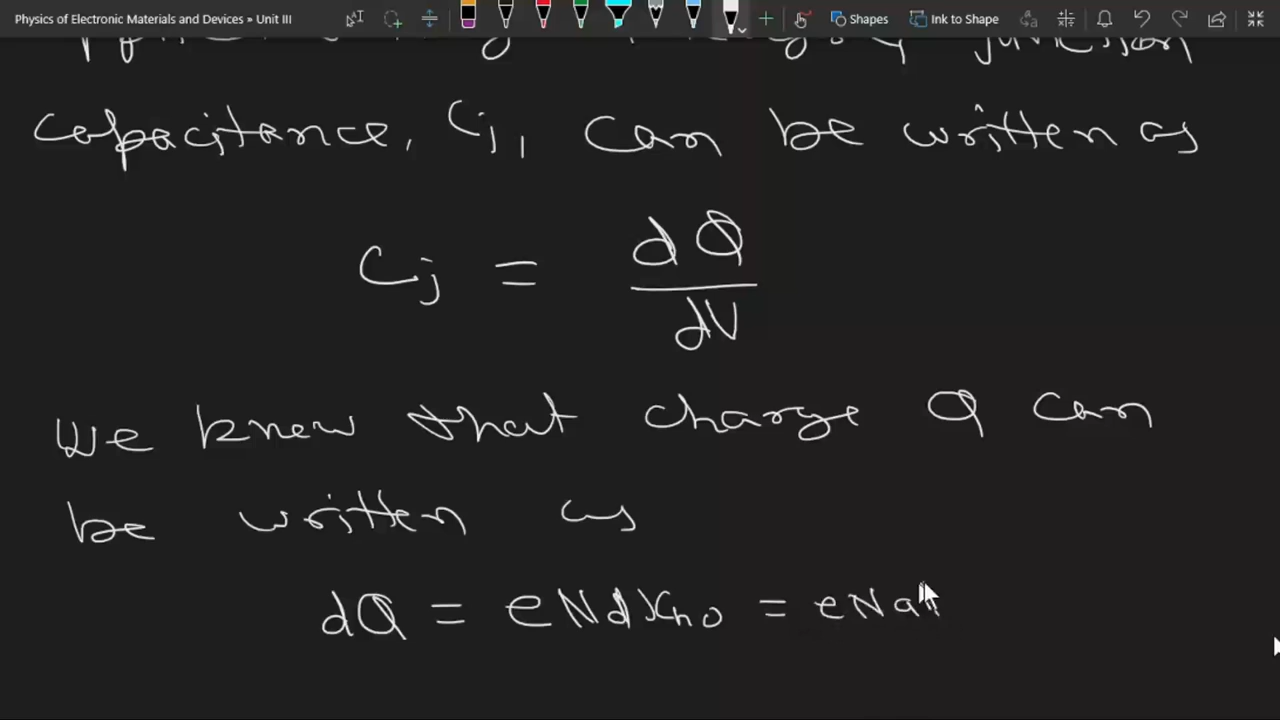 Physics of Electronic Materials and Devices » Unit III
Shapes
Ink to Shape
junction
capacitance, Cj, can be written as
Cj = dQ/dV
We know that charge Q can
be written as
dQ = eNdxno = eNa